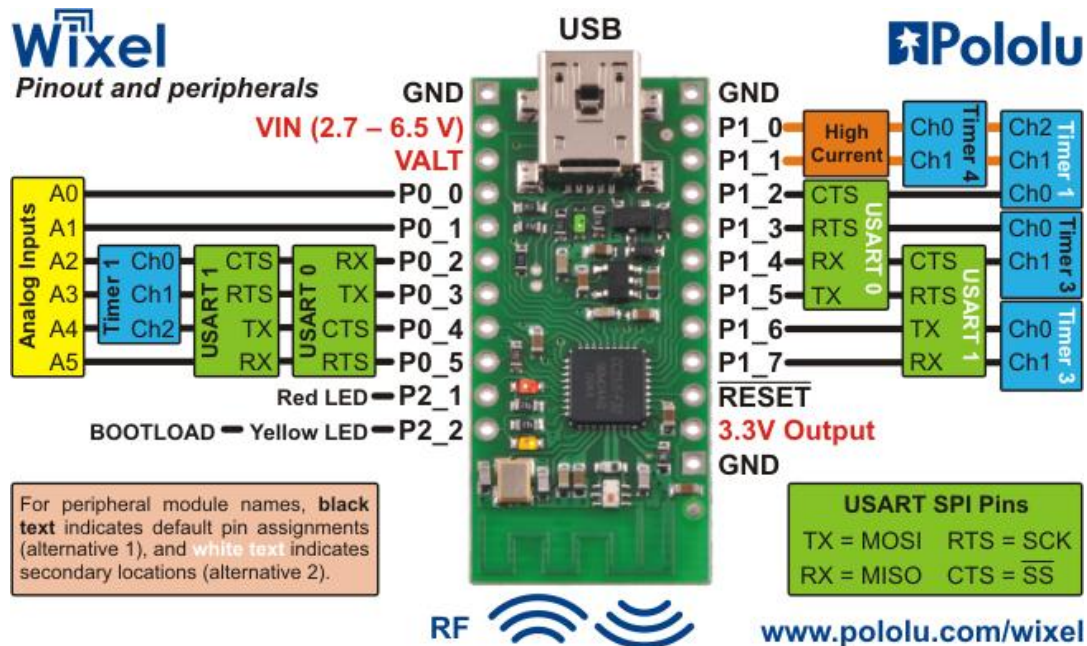 Wixel
Pinout and peripherals
USB
Pololu
GND
VIN (2.7 – 6.5 V)
VALT
P0_0
P0_1
P0_2
P0_3
P0_4
P0_5
P2_1
P2_2
Analog Inputs
A0
A1
A2
A3
A4
A5
Timer 1
Ch0
Ch1
Ch2
USART 1
CTS
RTS
TX
RX
USART 0
RX
TX
CTS
RTS
Red LED
BOOTLOAD
Yellow LED
GND
P1_0
P1_1
P1_2
P1_3
P1_4
P1_5
P1_6
P1_7
RESET
3.3V Output
GND
High
Current
Ch0
Ch1
Timer 4
Ch2
Ch1
Ch0
Timer 1
CTS
RTS
RX
TX
USART 0
Ch0
Ch1
Timer 3
CTS
RTS
TX
RX
USART 1
Ch0
Ch1
Timer 3
For peripheral module names, black
text indicates default pin assignments
(alternative 1), and white text indicates
secondary locations (alternative 2).
USART SPI Pins
TX = MOSI RTS = SCK
RX = MISO CTS = SS
RF
www.pololu.com/wixel